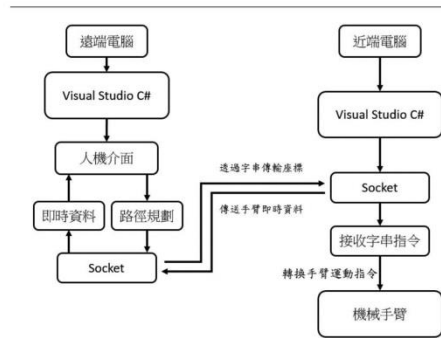 遠端電腦
Visual Studio C#
人機介面
即時資料
路徑規劃
Socket
透過字串傳輸座標
傳送手臂即時資料
近端電腦
Visual Studio C#
Socket
接收字串指令
轉換手臂運動指令
機械手臂